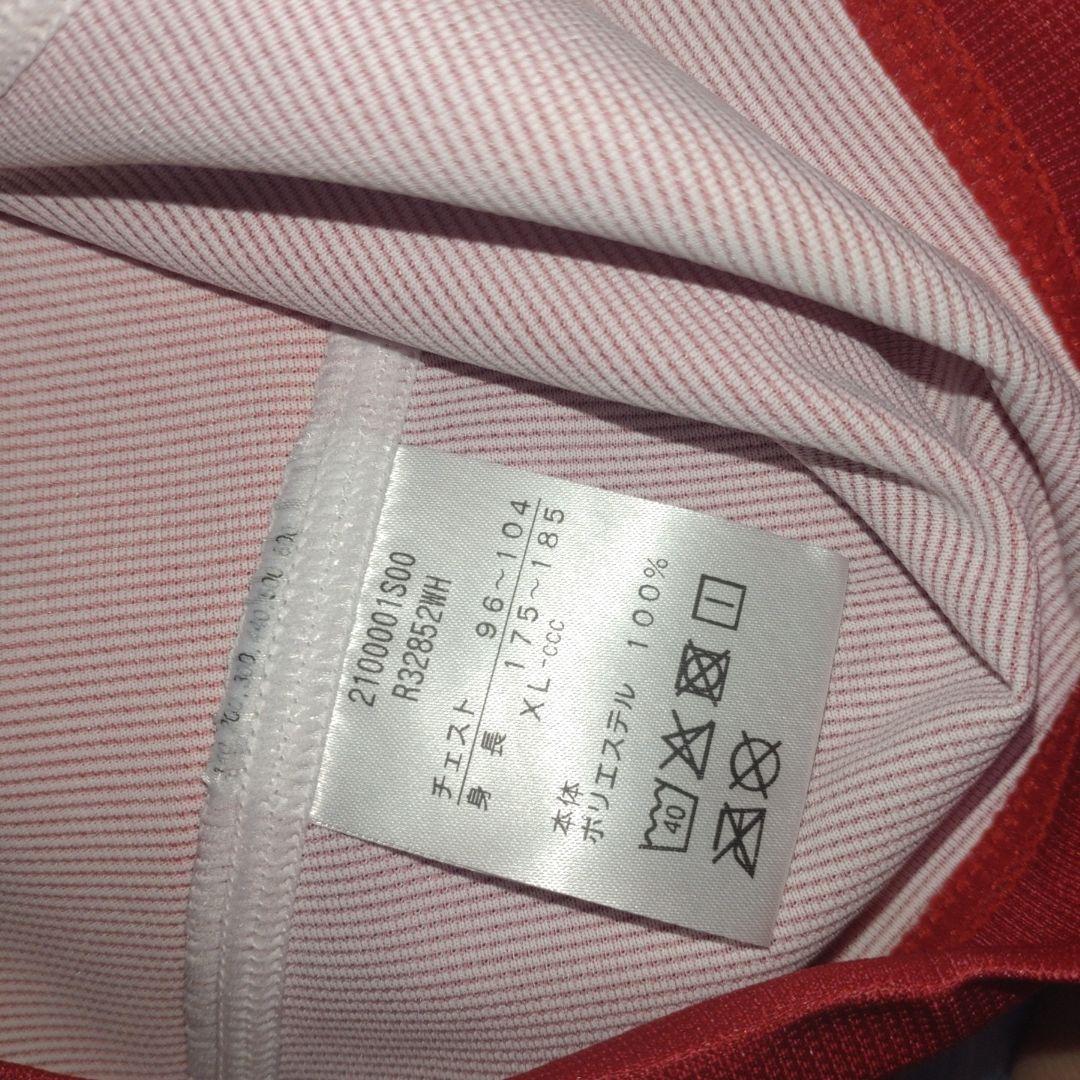 2100001S00
R32852WH
チェスト 96～104
身長 175～185
XL-ccc
本体
ポリエステル 100%
40